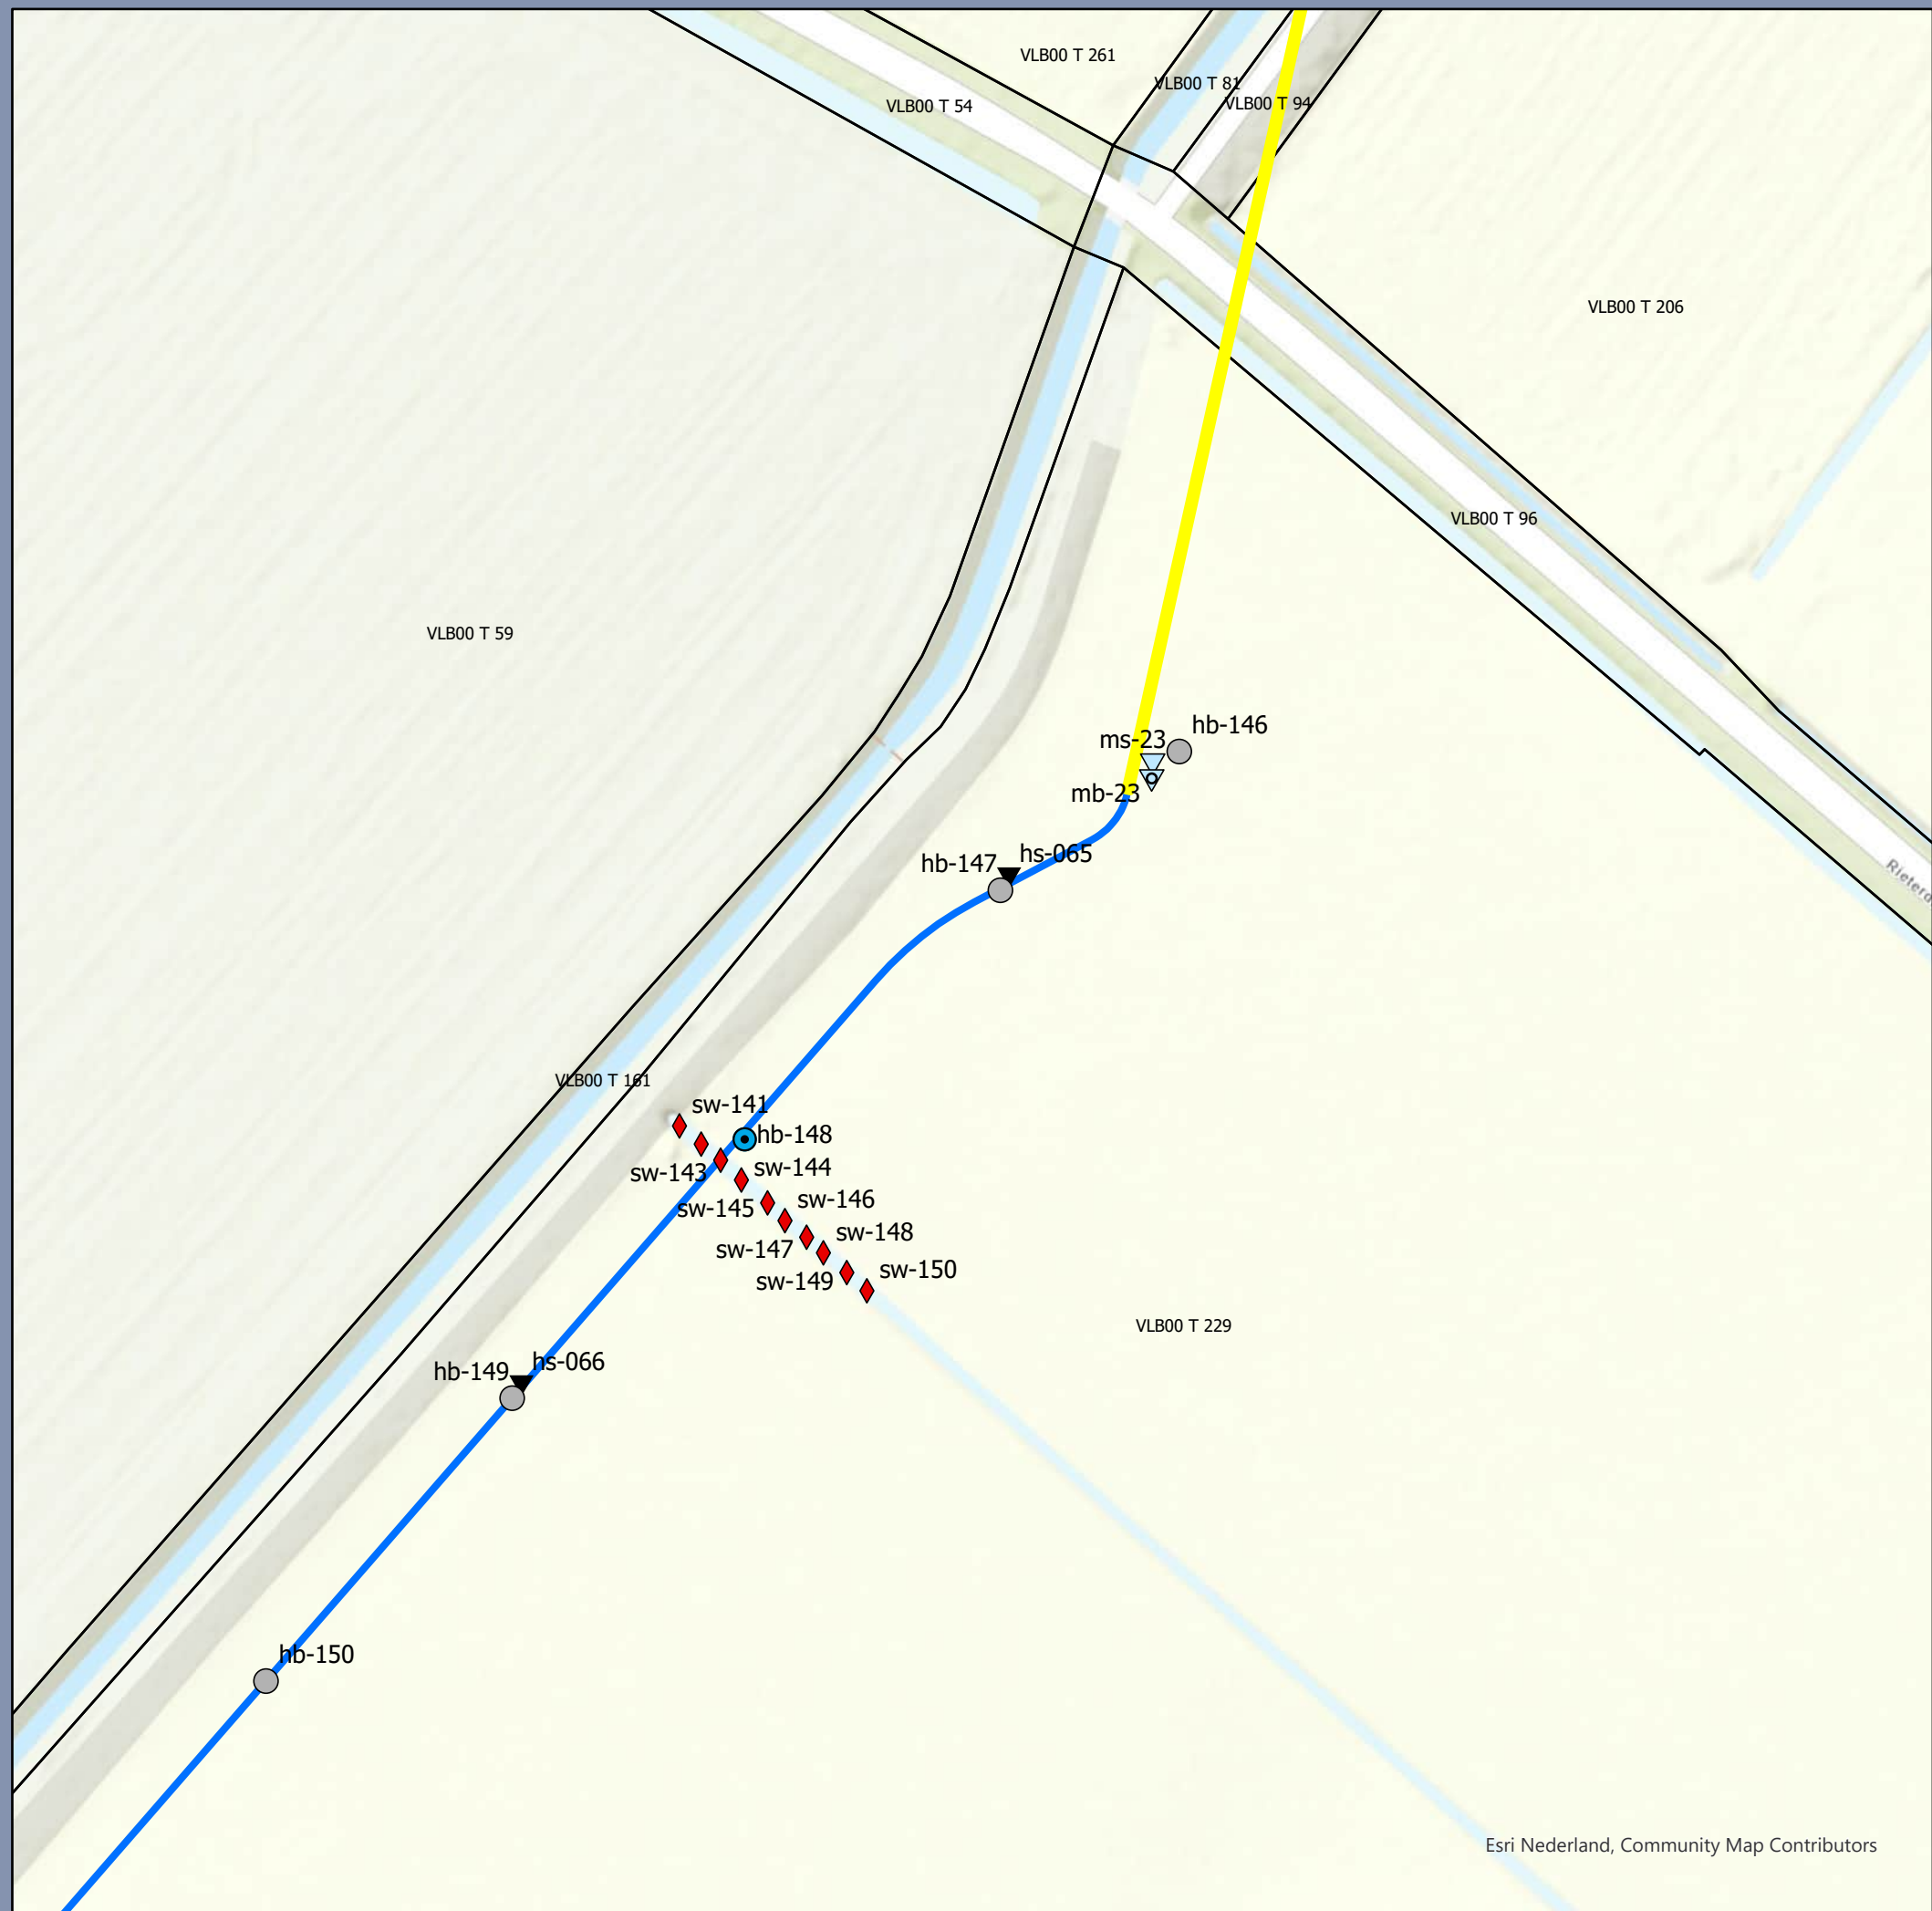 VLB00 T 261
VLB00 T 81
VLB00 T 94
VLB00 T 54
VLB00 T 206
VLB00 T 96
VLB00 T 59
hb-146
ms-23
mb-23
hs-065
hb-147
VLB00 T 161
sw-141
hb-148
sw-143
sw-144
sw-145
sw-146
sw-147
sw-148
sw-149
sw-150
VLB00 T 229
hb-149
hs-066
hb-150
Esri Nederland, Community Map Contributors